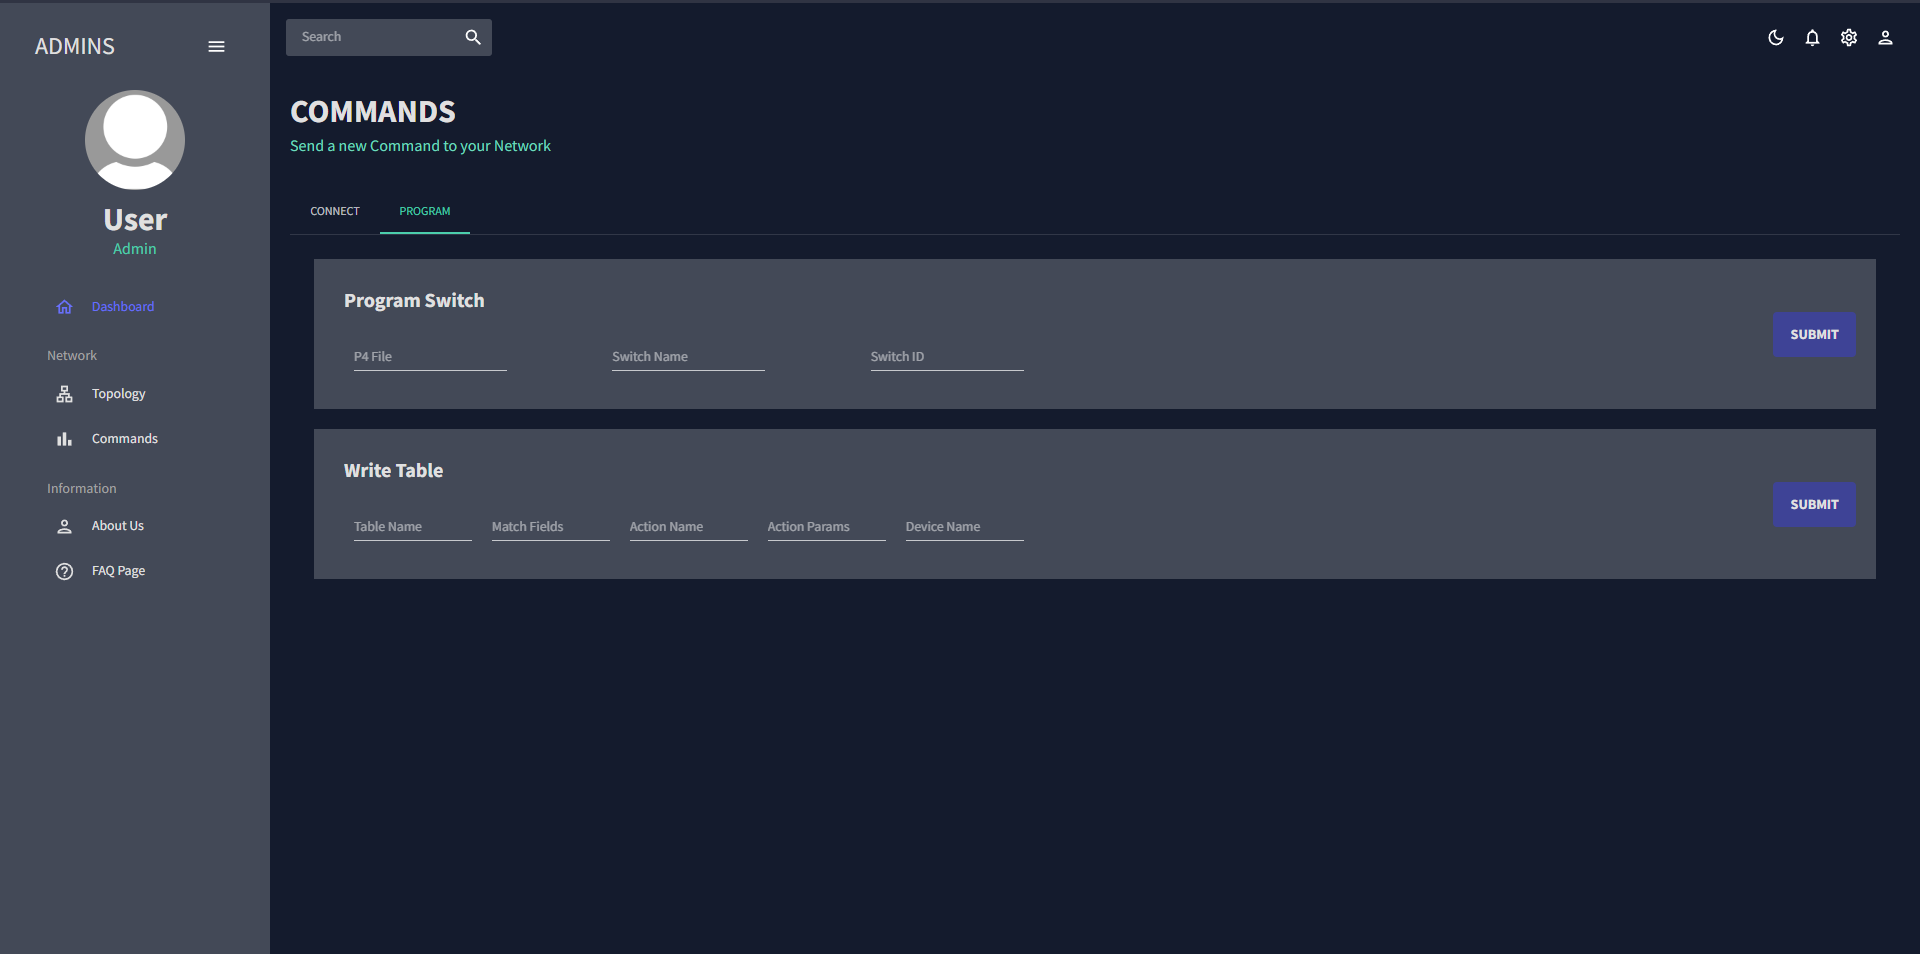 ADMINS
User
Admin
Dashboard
Network
Topology
Commands
Information
About Us
FAQ Page
Search
COMMANDS
Send a new Command to your Network
CONNECT PROGRAM
Program Switch
P4 File Switch Name Switch ID
SUBMIT
Write Table
Table Name Match Fields Action Name Action Params Device Name
SUBMIT